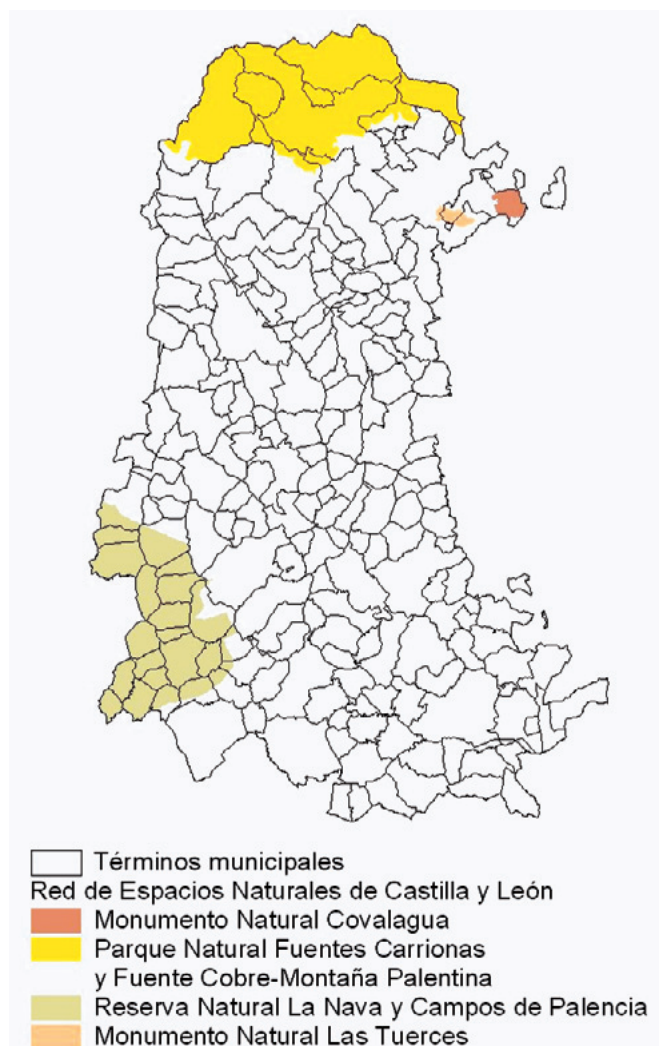 Términos municipales
Red de Espacios Naturales de Castilla y León
Monumento Natural Covalagua
Parque Natural Fuentes Carrionas
y Fuente Cobre-Montaña Palentina
Reserva Natural La Nava y Campos de Palencia
Monumento Natural Las Tuerces